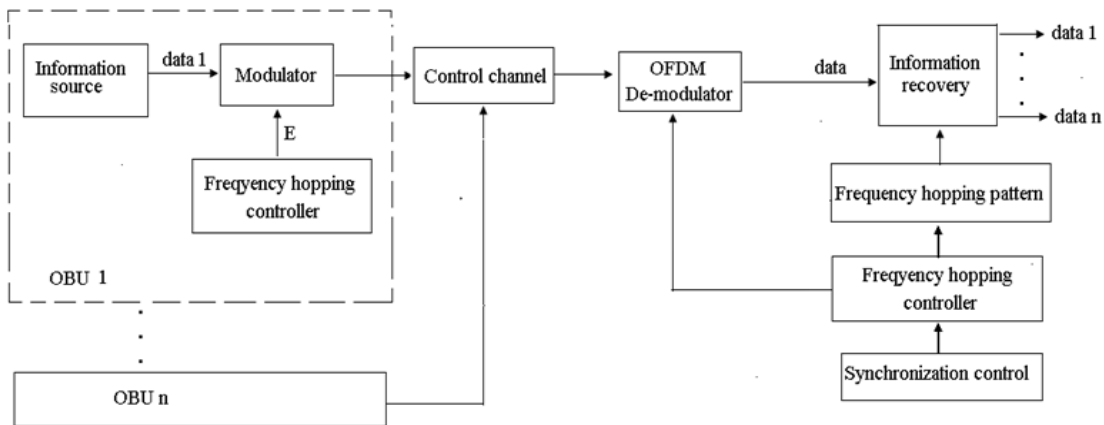 Information
source
data 1
Modulator
E
Freqyency hopping
controller
OBU 1
OBU n
Control channel
OFDM
De-modulator
data
Information
recovery
data 1
data n
Frequency hopping pattern
Freqyency hopping
controller
Synchronization control